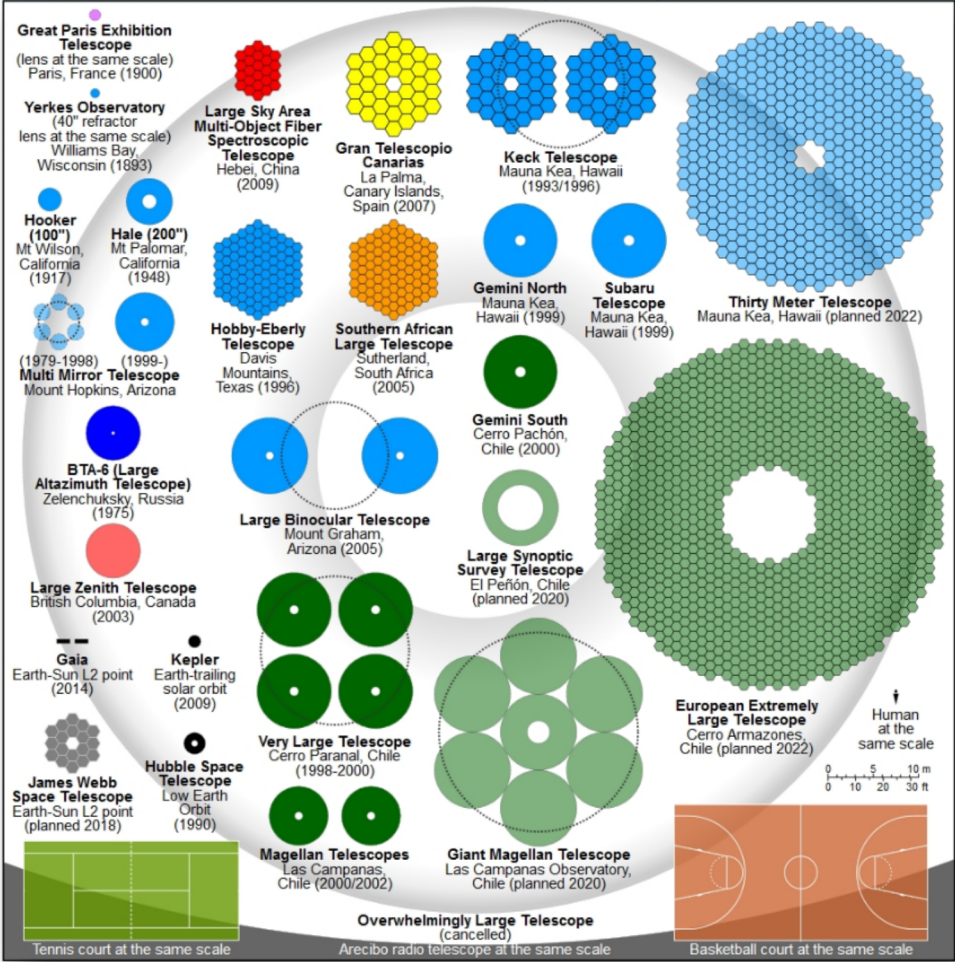 Great Paris Exhibition
Telescope
(lens at the same scale)
Paris, France (1900)
Yerkes Observatory
(40" refractor
lens at the same scale)
Williams Bay,
Wisconsin (1893)
Hooker
(100")
Mt Wilson,
California
(1917)
Hale (200")
Mt Palomar,
California
(1948)
(1979-1998)
(1999-)
Multi Mirror Telescope
Mount Hopkins, Arizona
BTA-6 (Large
Altazimuth Telescope)
Zelenchuksky, Russia
(1975)
Large Zenith Telescope
British Columbia, Canada
(2003)
Gaia
Earth-Sun L2 point
(2014)
Kepler
Earth-trailing
solar orbit
(2009)
James Webb
Space Telescope
Earth-Sun L2 point
(planned 2018)
Hubble Space
Telescope
Low Earth
Orbit
(1990)
Large Sky Area
Multi-Object Fiber
Spectroscopic
Telescope
Hebei, China
(2009)
Gran Telescopio
Canarias
La Palma,
Canary Islands,
Spain (2007)
Keck Telescope
Mauna Kea, Hawaii
(1993/1996)
Hobby-Eberly
Telescope
Davis
Mountains,
Texas (1996)
Southern African
Large Telescope
Sutherland,
South Africa
(2005)
Gemini North
Mauna Kea,
Hawaii (1999)
Subaru
Telescope
Mauna Kea,
Hawaii (1999)
Thirty Meter Telescope
Mauna Kea, Hawaii (planned 2022)
Gemini South
Cerro Pachón,
Chile (2000)
Large Binocular Telescope
Mount Graham,
Arizona (2005)
Large Synoptic
Survey Telescope
El Peñón, Chile
(planned 2020)
Very Large Telescope
Cerro Paranal, Chile
(1998-2000)
Magellan Telescopes
Las Campanas,
Chile (2000/2002)
Giant Magellan Telescope
Las Campanas Observatory,
Chile (planned 2020)
European Extremely
Large Telescope
Cerro Armazones,
Chile (planned 2022)
Human
at the
same scale
0 5 10 m
0 10 20 30 ft
Overwhelmingly Large Telescope
(cancelled)
Tennis court at the same scale
Arecibo radio telescope at the same scale
Basketball court at the same scale